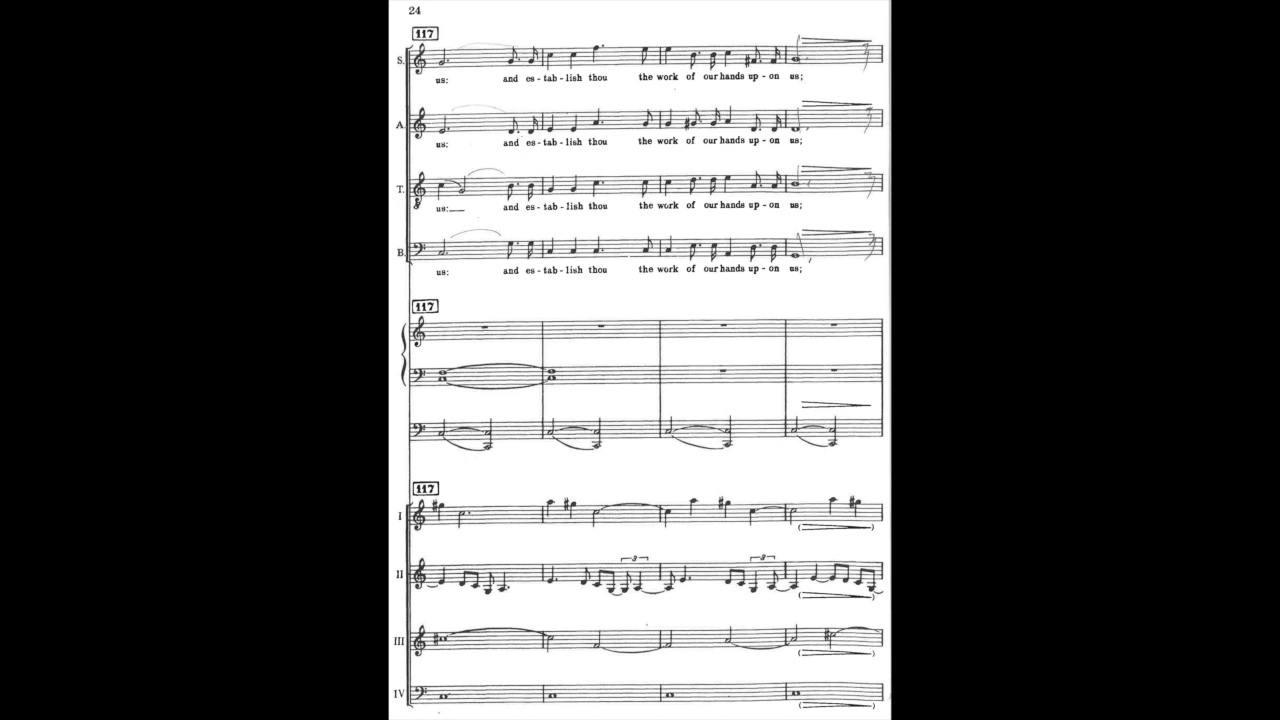 24
117
S.
us: and es - tab - lish thou the work of our hands up - on us;
A.
us: and es - tab - lish thou the work of our hands up - on us;
T.
us:__ and es - tab - lish thou the work of our hands up - on us;
B.
us: and es - tab - lish thou the work of our hands up - on us;
117
117
I
II
3
3
III
IV